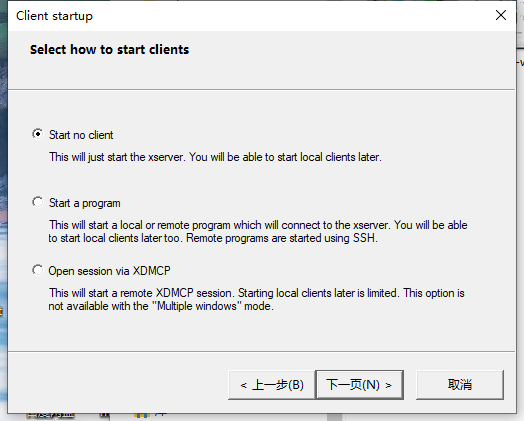 Client startup
Select how to start clients
Start no client
This will just start the xserver. You will be able to start local clients later.
Start a program
This will start a local or remote program which will connect to the xserver. You will be able
to start local clients later too. Remote programs are started using SSH.
Open session via XDMCP
This will start a remote XDMCP session. Starting local clients later is limited. This option is
not available with the "Multiple windows" mode.
< 上一步(B) 下一页(N) > 取消